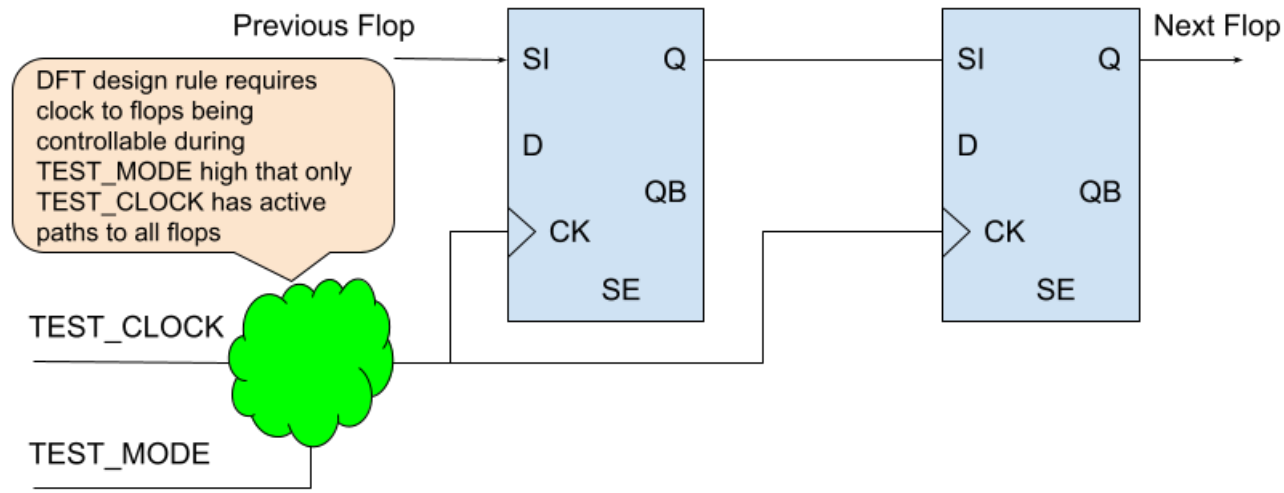 Previous Flop
Next Flop
DFT design rule requires
clock to flops being
controllable during
TEST_MODE high that only
TEST_CLOCK has active
paths to all flops
SI
Q
D
QB
CK
SE
SI
Q
D
QB
CK
SE
TEST_CLOCK
TEST_MODE